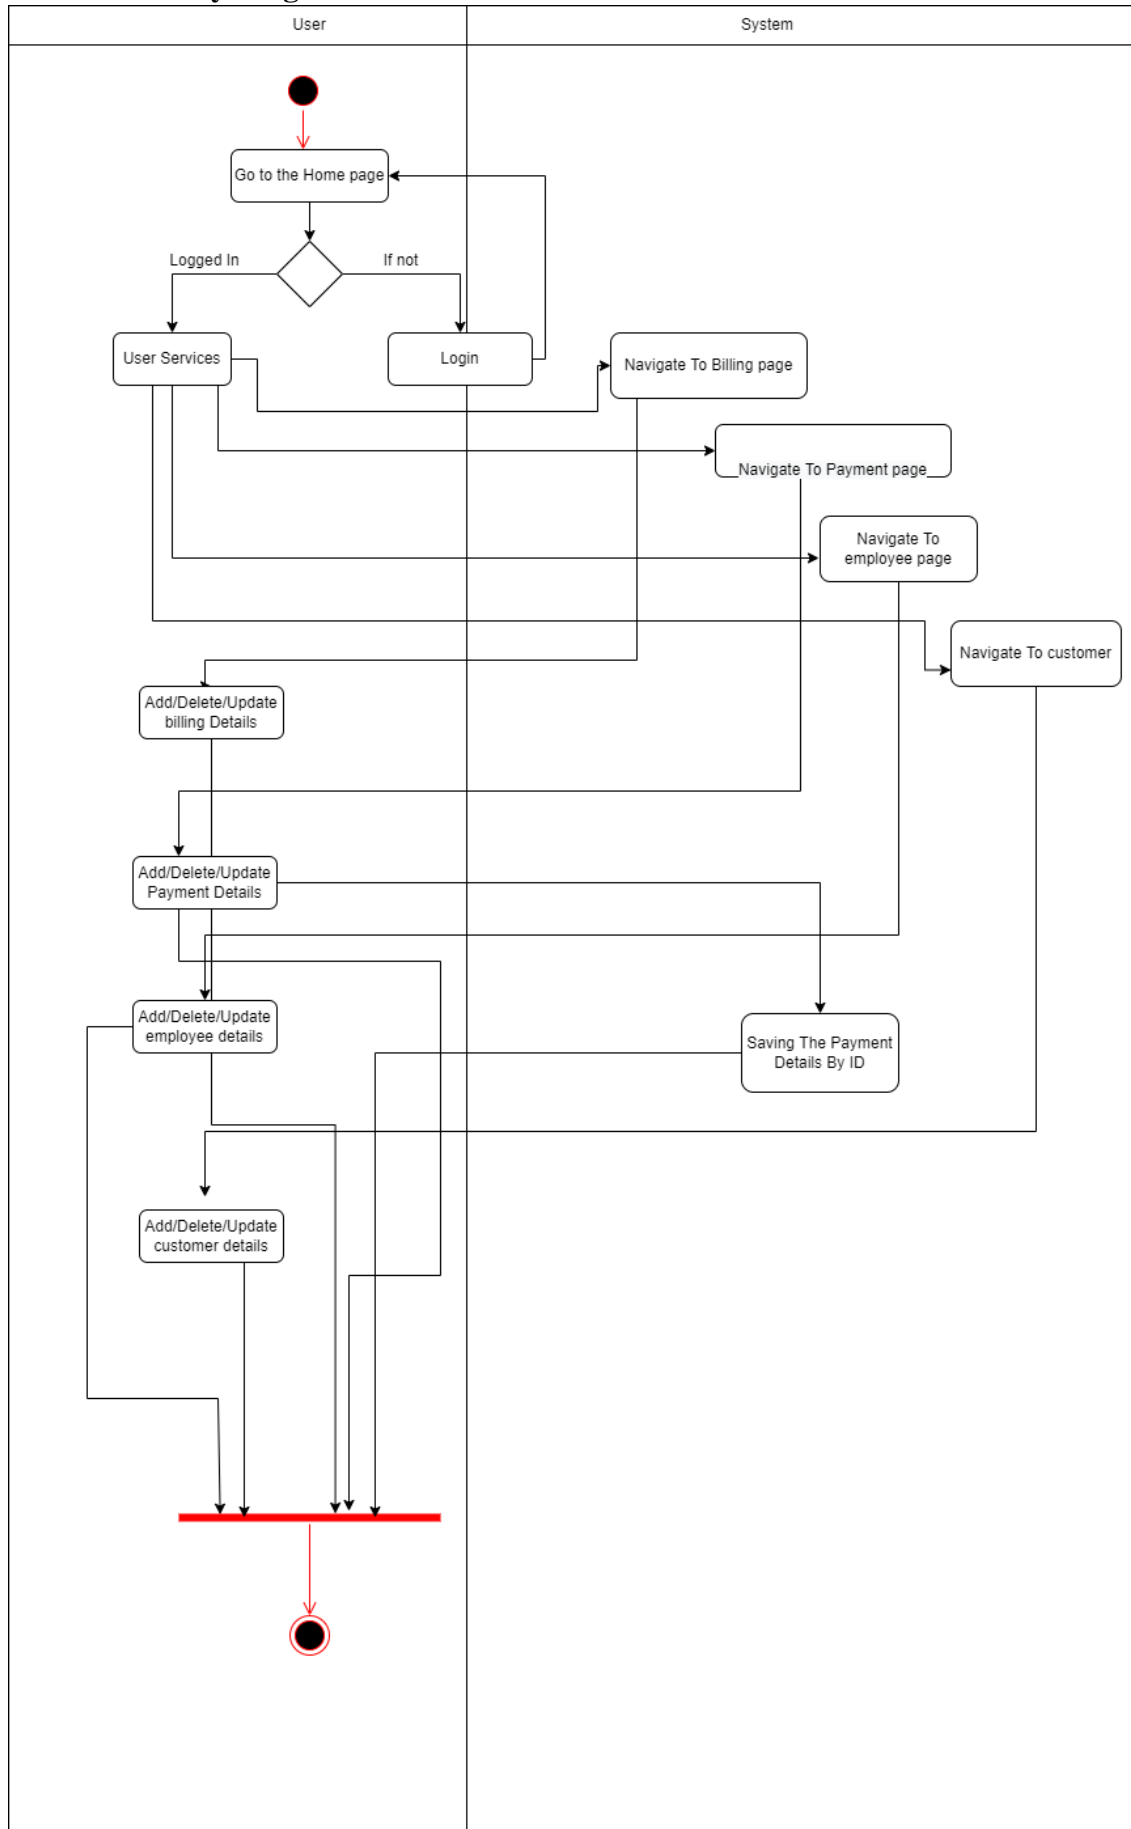 User
System
Go to the Home page
Logged In
If not
User Services
Login
Navigate To Billing page
Navigate To Payment page
Navigate To
employee page
Navigate To customer
Add/Delete/Update
billing Details
Add/Delete/Update
Payment Details
Add/Delete/Update
employee details
Saving The Payment
Details By ID
Add/Delete/Update
customer details